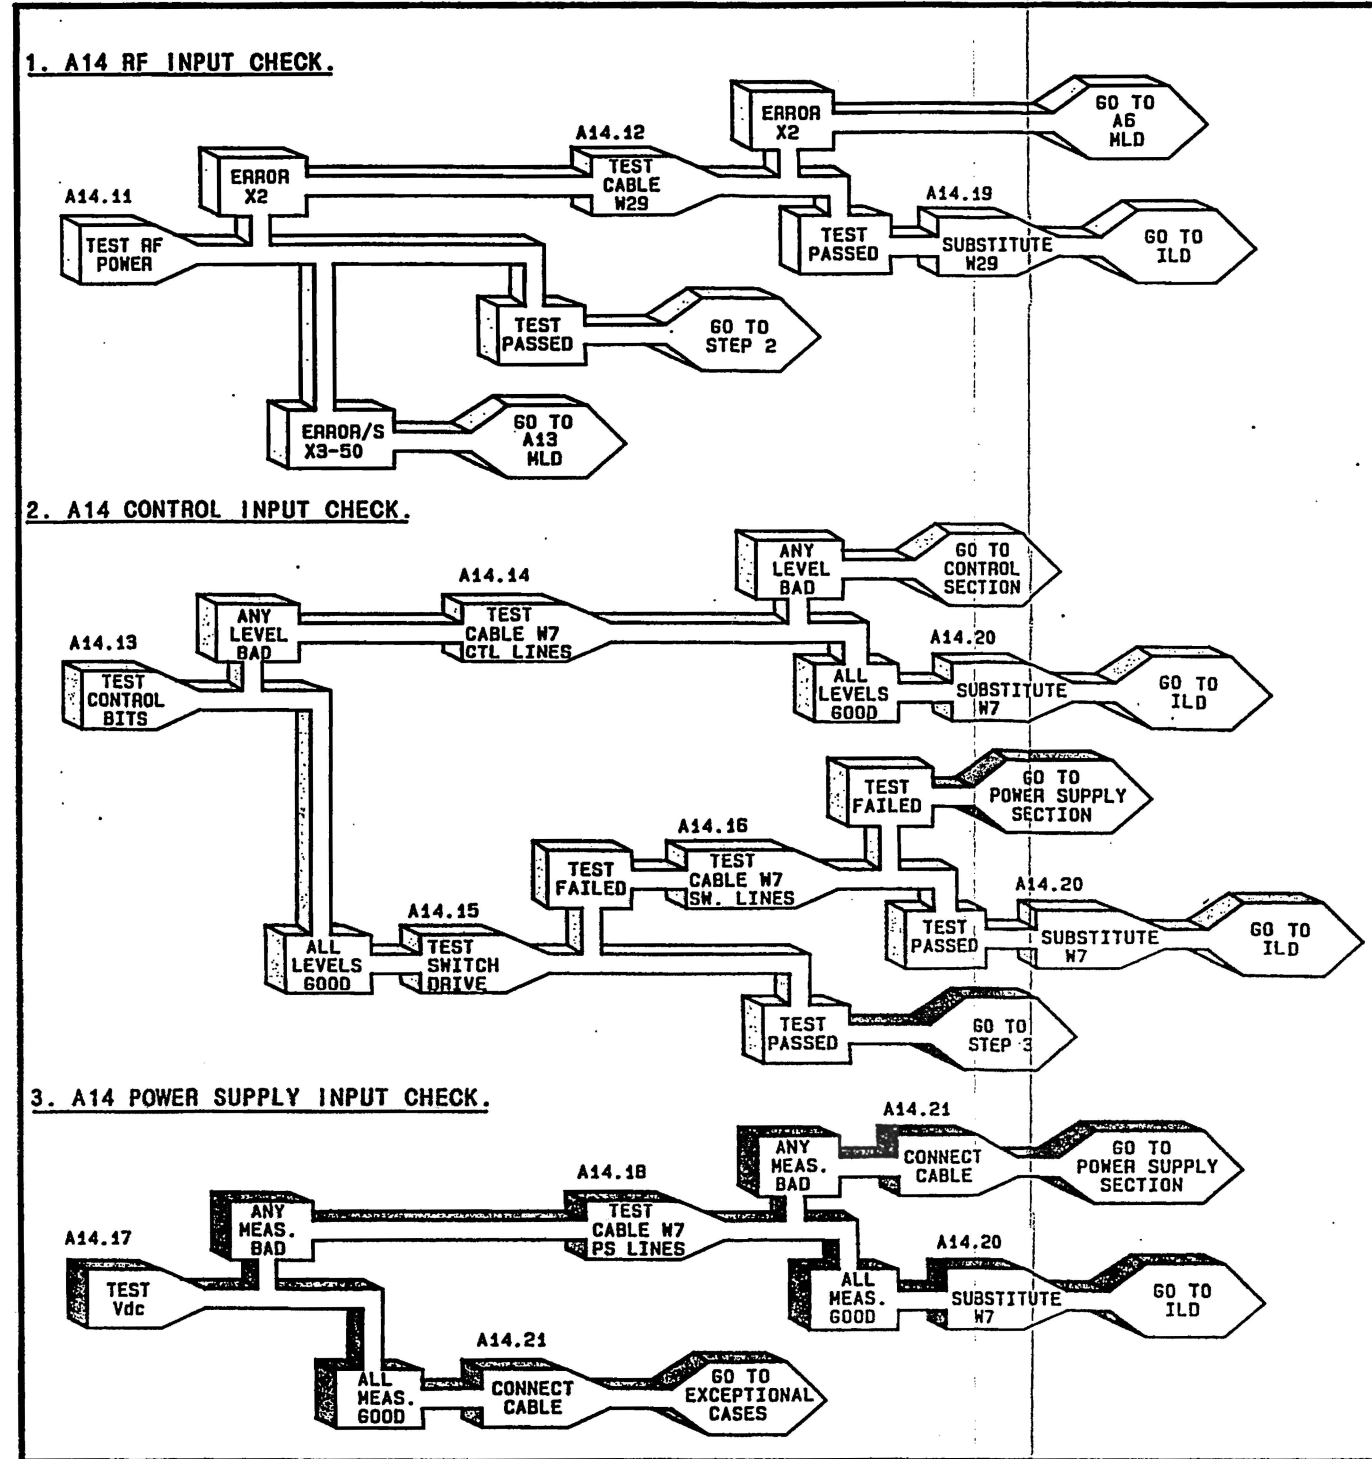 1. A14 RF INPUT CHECK.
A14.11
TEST RF
POWER
ERROR
X2
A14.12
TEST
CABLE
W29
ERROR
X2
GO TO
A6
MLD
TEST
PASSED
A14.19
SUBSTITUTE
W29
GO TO
ILD
TEST
PASSED
GO TO
STEP 2
ERROR/S
X3-50
GO TO
A13
MLD
2. A14 CONTROL INPUT CHECK.
A14.13
TEST
CONTROL
BITS
ANY
LEVEL
BAD
A14.14
TEST
CABLE W7
CTL LINES
ANY
LEVEL
BAD
GO TO
CONTROL
SECTION
ALL
LEVELS
GOOD
A14.20
SUBSTITUTE
W7
GO TO
ILD
ALL
LEVELS
GOOD
A14.15
TEST
SWITCH
DRIVE
TEST
FAILED
A14.16
TEST
CABLE W7
SW. LINES
TEST
FAILED
GO TO
POWER SUPPLY
SECTION
TEST
PASSED
A14.20
SUBSTITUTE
W7
GO TO
ILD
TEST
PASSED
GO TO
STEP 3
3. A14 POWER SUPPLY INPUT CHECK.
A14.17
TEST
Vdc
ANY
MEAS.
BAD
A14.18
TEST
CABLE W7
PS LINES
ANY
MEAS.
BAD
A14.21
CONNECT
CABLE
GO TO
POWER SUPPLY
SECTION
ALL
MEAS.
GOOD
A14.20
SUBSTITUTE
W7
GO TO
ILD
ALL
MEAS.
GOOD
A14.21
CONNECT
CABLE
GO TO
EXCEPTIONAL
CASES